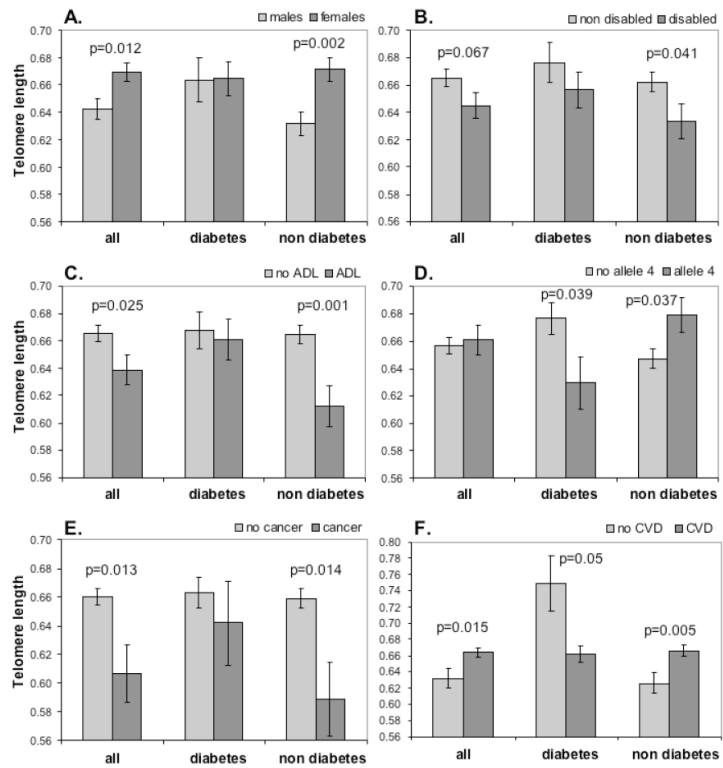 A.
males females
Telomere length
0.70
0.68
0.66
0.64
0.62
0.60
0.58
0.56
p=0.012
p=0.002
all diabetes non diabetes
B.
non disabled disabled
0.70
0.68
0.66
0.64
0.62
0.60
0.58
0.56
p=0.067
p=0.041
all diabetes non diabetes
C.
no ADL ADL
Telomere length
0.70
0.68
0.66
0.64
0.62
0.60
0.58
0.56
p=0.025
p=0.001
all diabetes non diabetes
D.
no allele 4 allele 4
0.70
0.68
0.66
0.64
0.62
0.60
0.58
0.56
p=0.039
p=0.037
all diabetes non diabetes
E.
no cancer cancer
Telomere length
0.70
0.68
0.66
0.64
0.62
0.60
0.58
0.56
p=0.013
p=0.014
all diabetes non diabetes
F.
no CVD CVD
0.80
0.78
0.76
0.74
0.72
0.70
0.68
0.66
0.64
0.62
0.60
0.58
0.56
p=0.015
p=0.05
p=0.005
all diabetes non diabetes